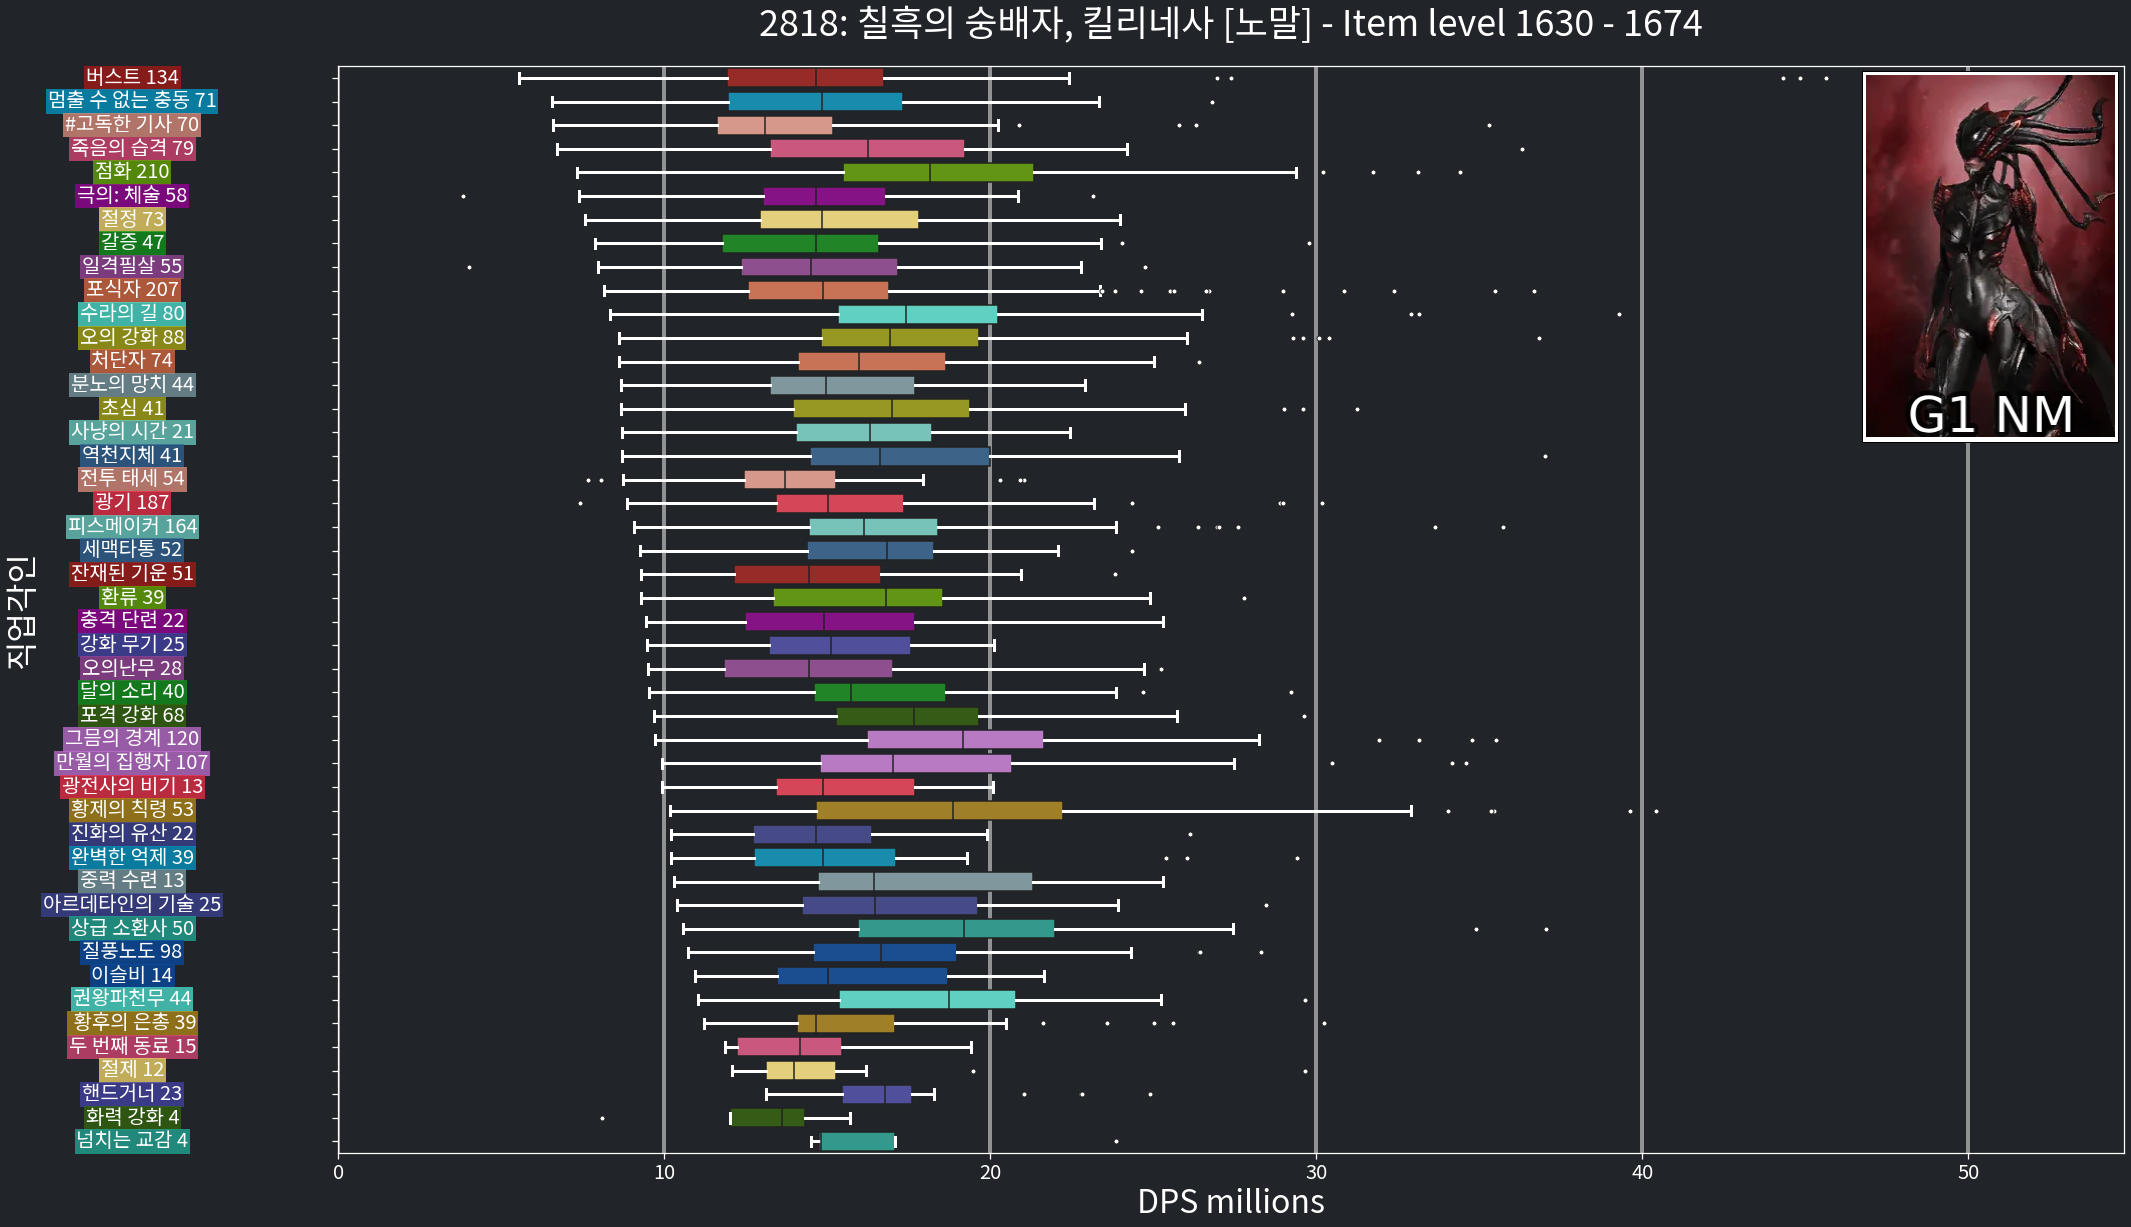 2818: 칠흑의 숭배자, 킬리네사 [노말] - Item level 1630 - 1674
버스트 134
멈출 수 없는 충동 71
#고독한 기사 70
죽음의 습격 79
점화 210
극의: 체술 58
절정 73
갈증 47
일격필살 55
포식자 207
수라의 길 80
오의 강화 88
처단자 74
분노의 망치 44
초심 41
사냥의 시간 21
역천지체 41
전투 태세 54
광기 187
피스메이커 164
세맥타통 52
잔재된 기운 51
환류 39
충격 단련 22
강화 무기 25
오의난무 28
달의 소리 40
포격 강화 68
그믐의 경계 120
만월의 집행자 107
광전사의 비기 13
황제의 칙령 53
진화의 유산 22
완벽한 억제 39
중력 수련 13
아르데타인의 기술 25
상급 소환사 50
질풍노도 98
이슬비 14
권왕파천무 44
황후의 은총 39
두 번째 동료 15
절제 12
핸드거너 23
화력 강화 4
넘치는 교감 4
직업각인
G1 NM
0 10 20 30 40 50
DPS millions